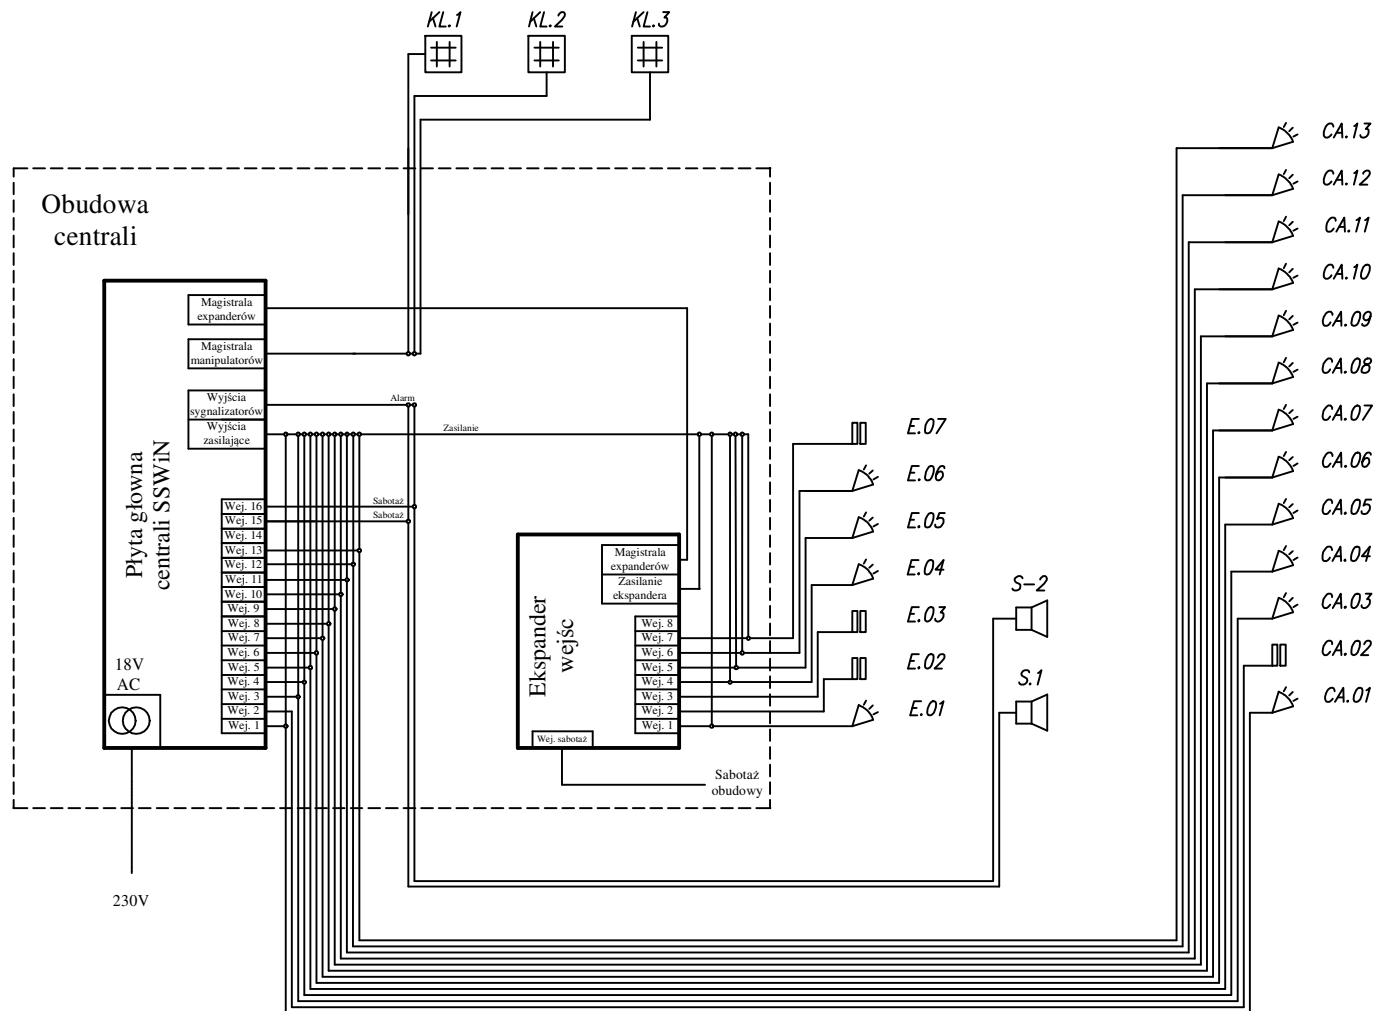 KL.1
KL.2
KL.3
Obudowa
centrali
Magistrala
expanderów
Magistrala
manipulatorów
Wyjścia
sygnalizatorów
Wyjścia
zasilające
Płyta głowna
centrali SSWiN
Wej. 16
Wej. 15
Wej. 14
Wej. 13
Wej. 12
Wej. 11
Wej. 10
Wej. 9
Wej. 8
Wej. 7
Wej. 6
Wej. 5
Wej. 4
Wej. 3
Wej. 2
Wej. 1
18V
AC
230V
Alarm
Zasilanie
Sabotaż
Sabotaż
Ekspander
wejśc
Magistrala
expanderów
Zasilanie
ekspandera
Wej. 8
Wej. 7
Wej. 6
Wej. 5
Wej. 4
Wej. 3
Wej. 2
Wej. 1
Wej. sabotaż
Sabotaż
obudowy
E.07
E.06
E.05
E.04
E.03
E.02
E.01
S-2
S.1
CA.13
CA.12
CA.11
CA.10
CA.09
CA.08
CA.07
CA.06
CA.05
CA.04
CA.03
CA.02
CA.01